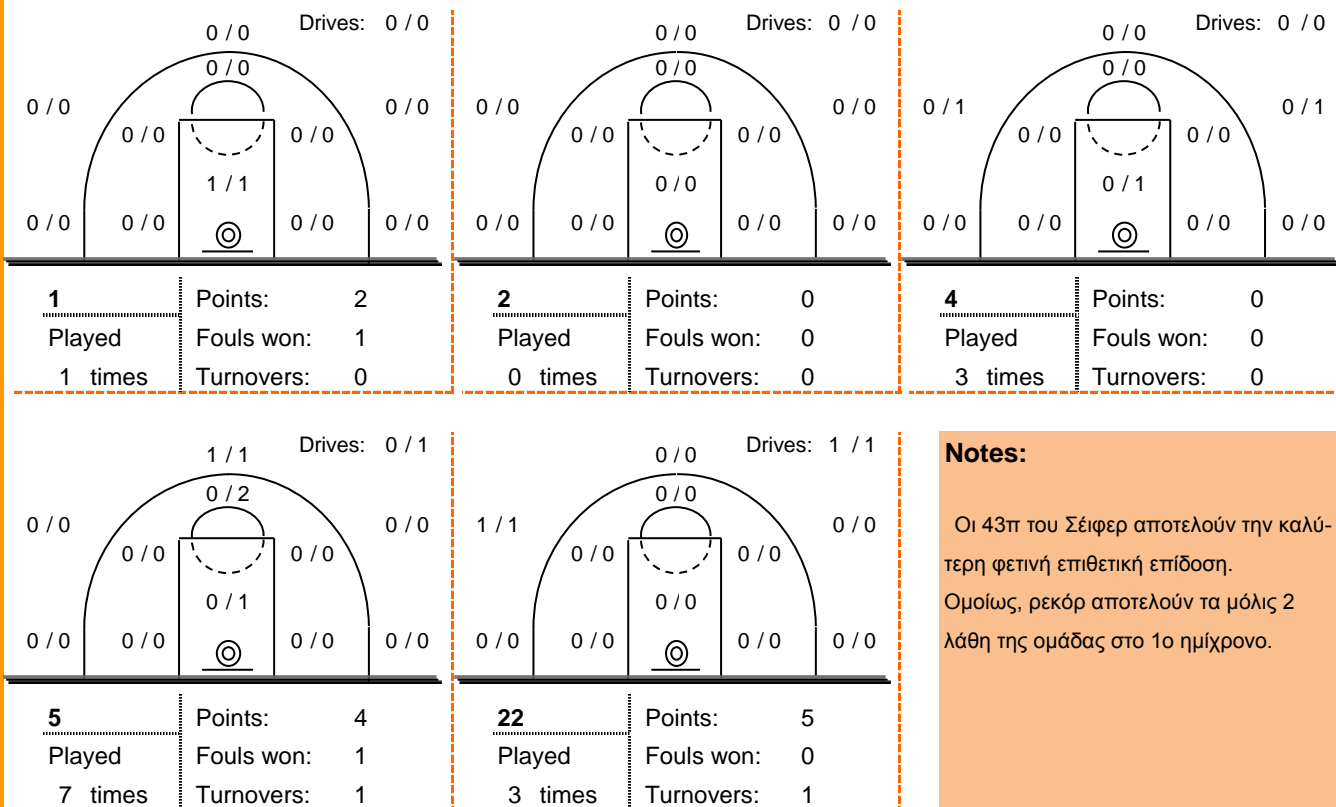 Drives: 0 / 0
0 / 0
0 / 0
0 / 0 0 / 0
0 / 0 0 / 0
1 / 1
0 / 0 0 / 0 0 / 0 0 / 0
1 Points: 2
Played Fouls won: 1
1 times Turnovers: 0
Drives: 0 / 0
0 / 0
0 / 0
0 / 0 0 / 0
0 / 0 0 / 0
0 / 0
0 / 0 0 / 0 0 / 0 0 / 0
2 Points: 0
Played Fouls won: 0
0 times Turnovers: 0
Drives: 0 / 0
0 / 0
0 / 0
0 / 1 0 / 1
0 / 0 0 / 0
0 / 1
0 / 0 0 / 0 0 / 0 0 / 0
4 Points: 0
Played Fouls won: 0
3 times Turnovers: 0
Drives: 0 / 1
1 / 1
0 / 2
0 / 0 0 / 0
0 / 0 0 / 0
0 / 1
0 / 0 0 / 0 0 / 0 0 / 0
5 Points: 4
Played Fouls won: 1
7 times Turnovers: 1
Drives: 1 / 1
0 / 0
0 / 0
1 / 1 0 / 0
0 / 0 0 / 0
0 / 0
0 / 0 0 / 0 0 / 0 0 / 0
22 Points: 5
Played Fouls won: 0
3 times Turnovers: 1
Notes:
Οι 43π του Σέιφερ αποτελούν την καλύ-
τερη φετινή επιθετική επίδοση.
Ομοίως, ρεκόρ αποτελούν τα μόλις 2
λάθη της ομάδας στο 1ο ημίχρονο.